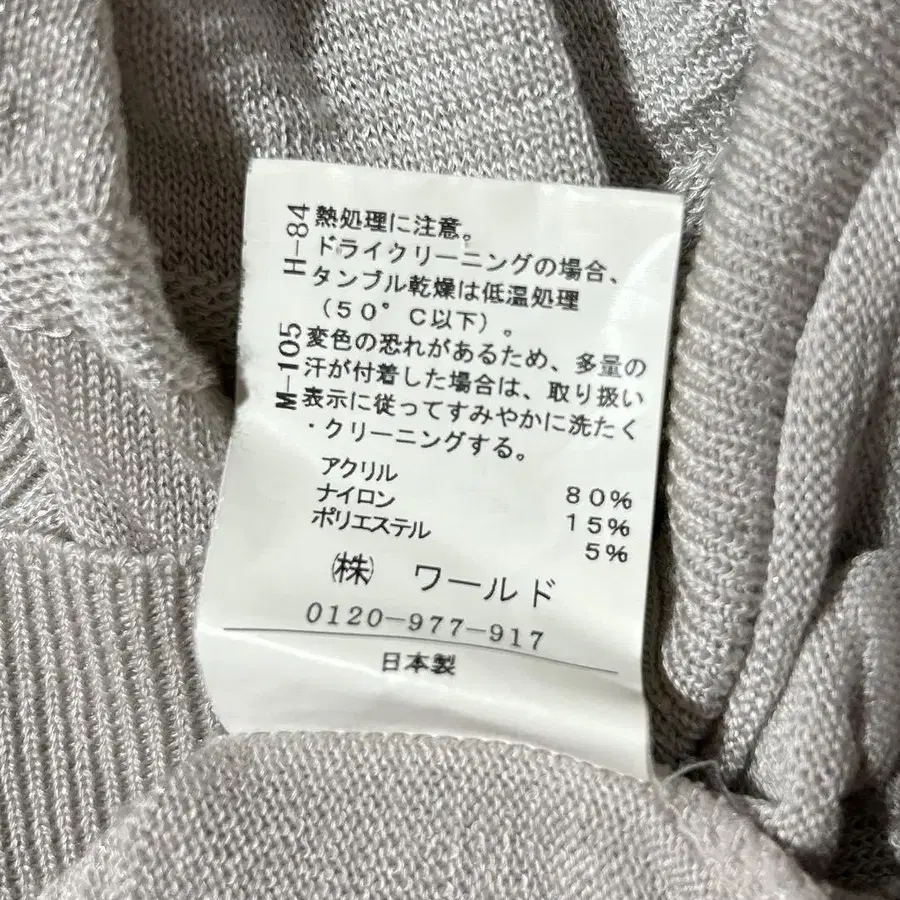 H-84
熱処理に注意。
ドライクリーニングの場合、
タンブル乾燥は低温処理
(50°C以下)。
M-105
変色の恐れがあるため、多量の
汗が付着した場合は、取り扱い
表示に従ってすみやかに洗たく
・クリーニングする。
アクリル 80%
ナイロン 15%
ポリエステル 5%
㈱ ワールド
0120-977-917
日本製